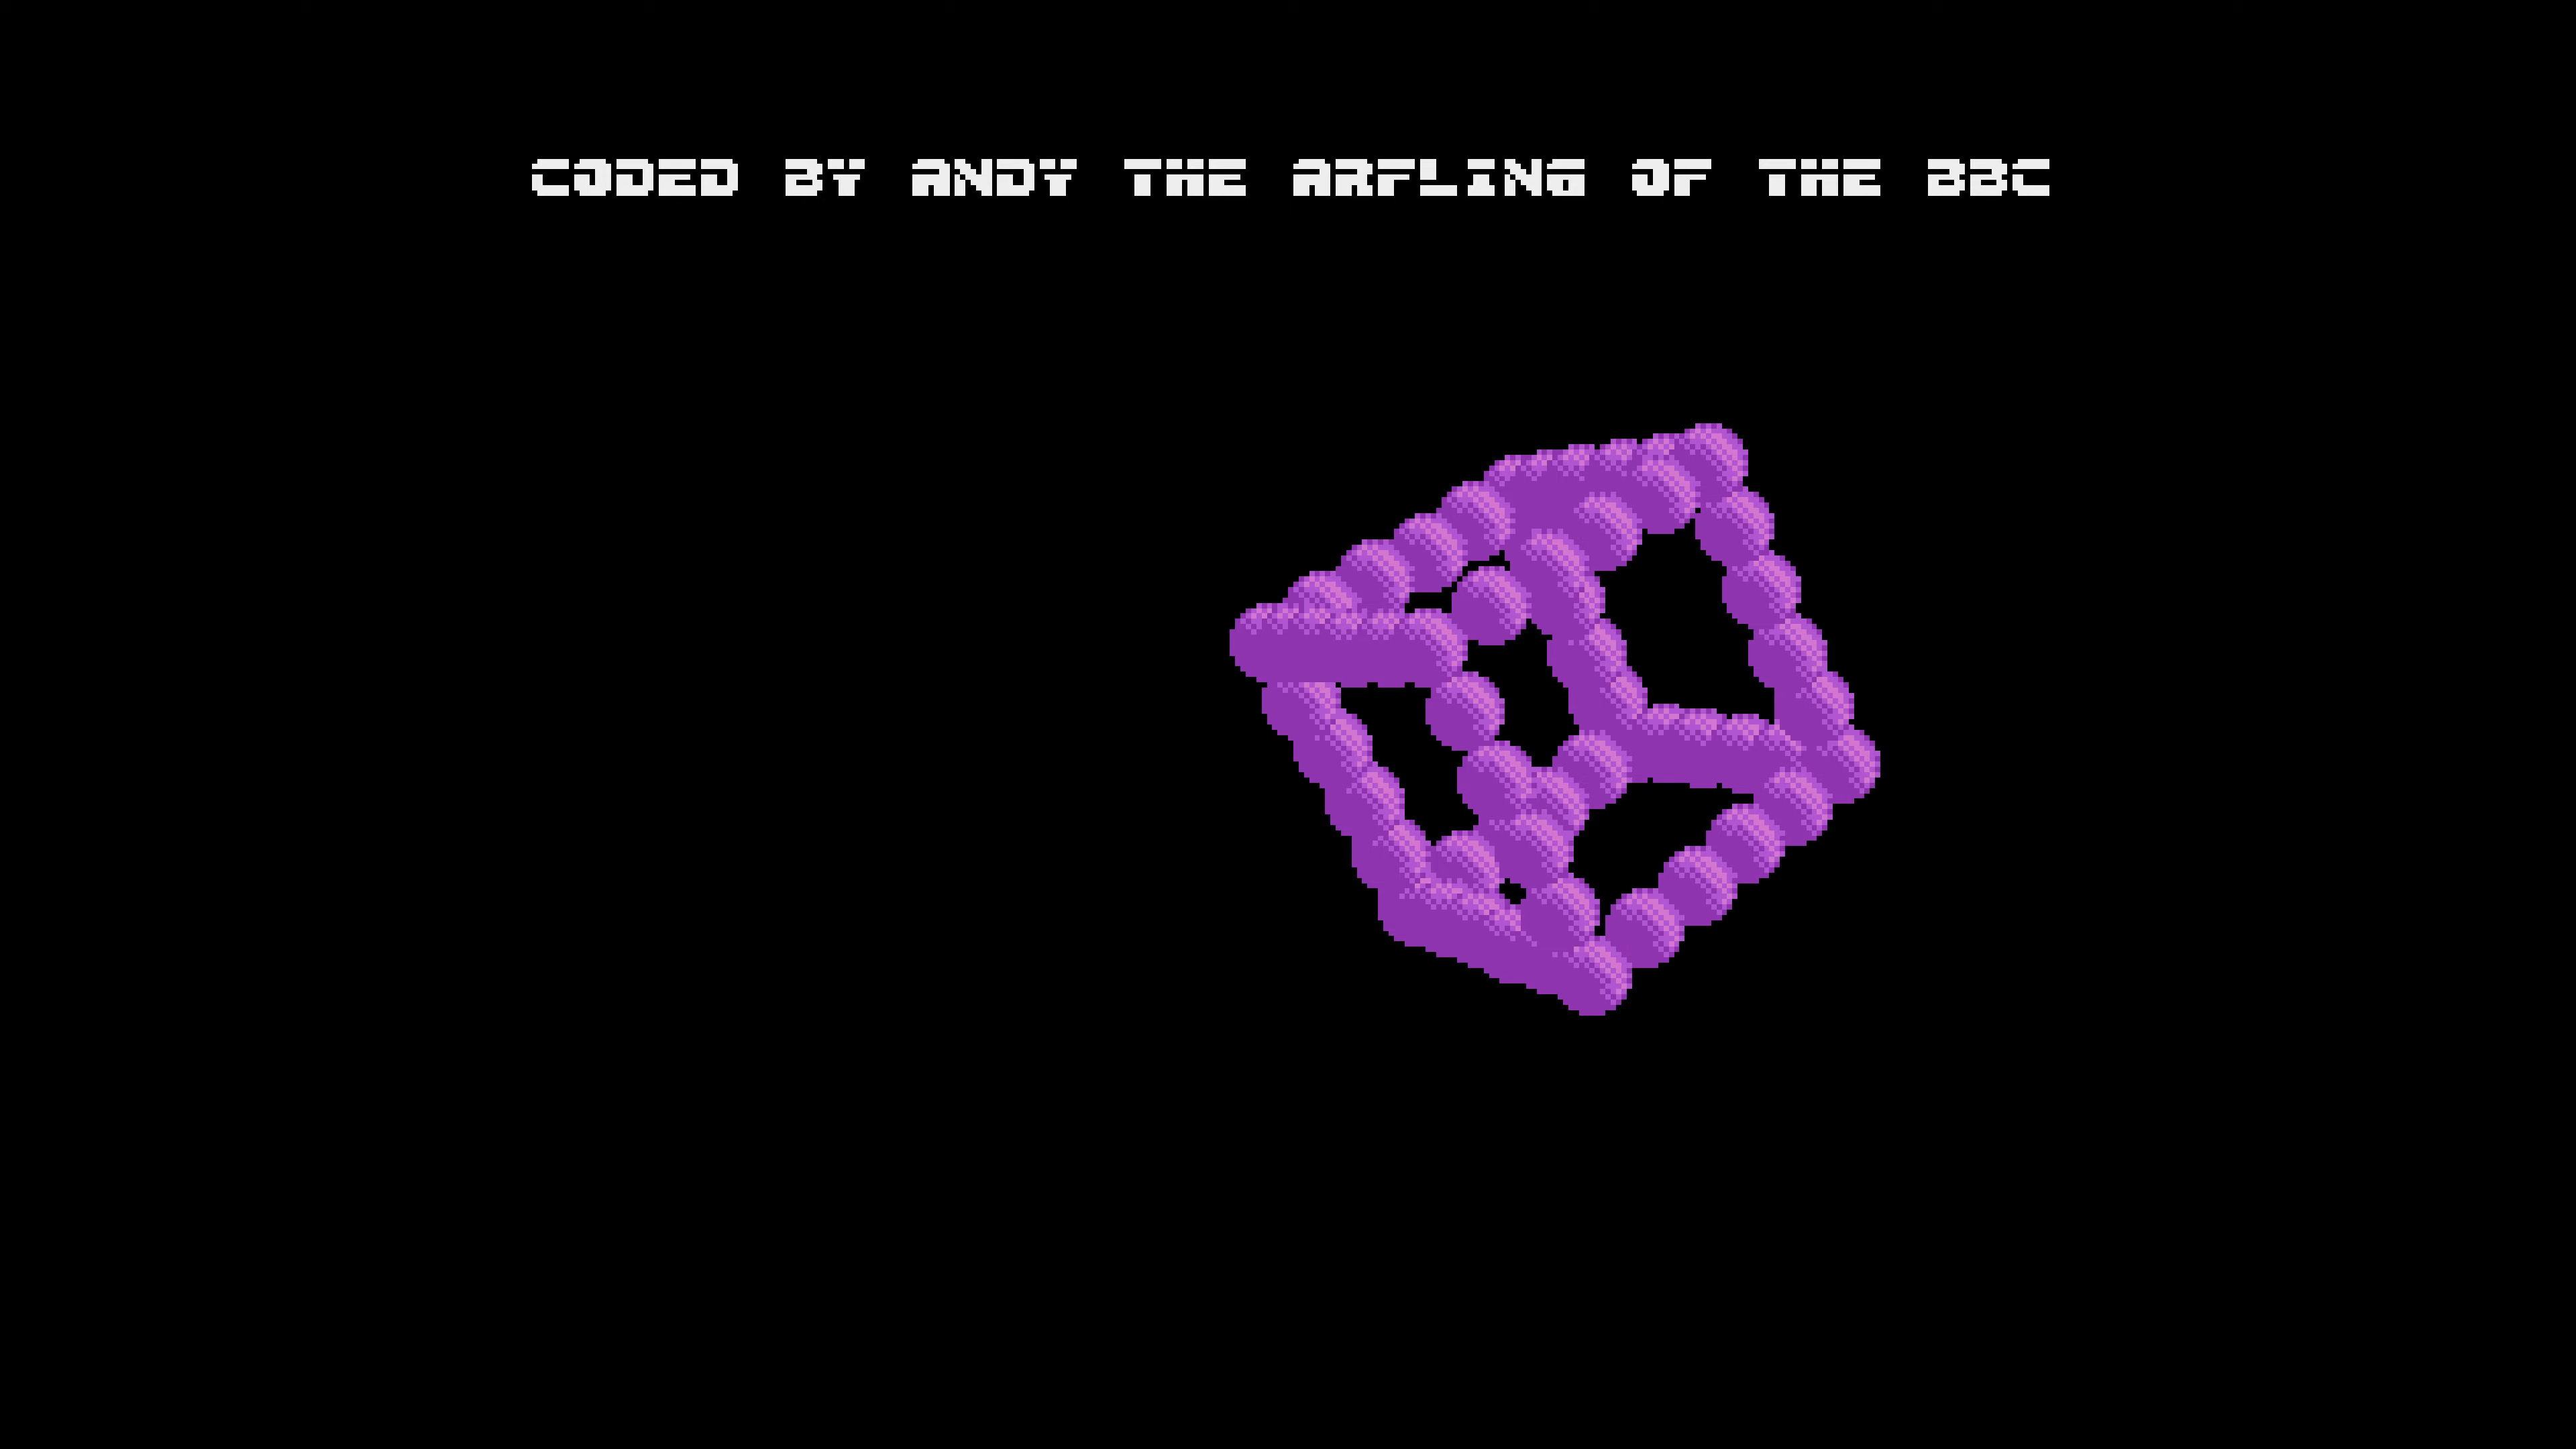 CODED BY ANDY THE ARFLING OF THE BBC